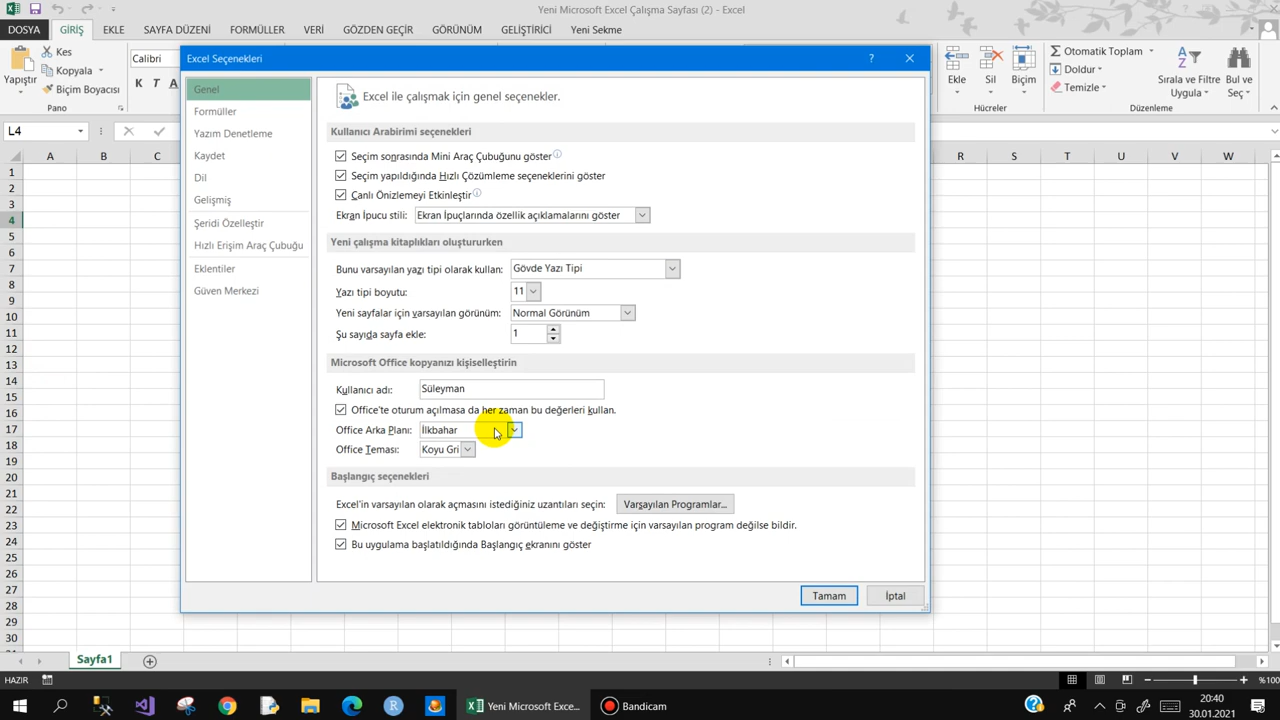 Yeni Microsoft Excel Çalışma Sayfası (2) - Excel
DOSYA GİRİŞ EKLE SAYFA DÜZENİ FORMÜLLER VERİ GÖZDEN GEÇİR GÖRÜNÜM GELİŞTİRİCİ Yeni Sekme
Yapıştır
Kes
Kopyala
Biçim Boyacısı
Pano
Calibri
K T A
Ekle Sil Biçim
Hücreler
Otomatik Toplam
Doldur
Temizle
Sırala ve Filtre Uygula
Bul ve Seç
Düzenleme
L4
A B C R S T U V W
1
2
3
4
5
6
7
8
9
10
11
12
13
14
15
16
17
18
19
20
21
22
23
24
25
26
27
28
29
30
Excel Seçenekleri ?
Genel
Formüller
Yazım Denetleme
Kaydet
Dil
Gelişmiş
Şeridi Özelleştir
Hızlı Erişim Araç Çubuğu
Eklentiler
Güven Merkezi
Excel ile çalışmak için genel seçenekler.
Kullanıcı Arabirimi seçenekleri
Seçim sonrasında Mini Araç Çubuğunu göster
Seçim yapıldığında Hızlı Çözümleme seçeneklerini göster
Canlı Önizlemeyi Etkinleştir
Ekran İpucu stili: Ekran İpuçlarında özellik açıklamalarını göster
Yeni çalışma kitaplıkları oluştururken
Bunu varsayılan yazı tipi olarak kullan: Gövde Yazı Tipi
Yazı tipi boyutu: 11
Yeni sayfalar için varsayılan görünüm: Normal Görünüm
Şu sayıda sayfa ekle: 1
Microsoft Office kopyanızı kişiselleştirin
Kullanıcı adı: Süleyman
Office'te oturum açılmasa da her zaman bu değerleri kullan.
Office Arka Planı: İlkbahar
Office Teması: Koyu Gri
Başlangıç seçenekleri
Excel'in varsayılan olarak açmasını istediğiniz uzantıları seçin: Varsayılan Programlar...
Microsoft Excel elektronik tabloları görüntüleme ve değiştirme için varsayılan program değilse bildir.
Bu uygulama başlatıldığında Başlangıç ekranını göster
Tamam İptal
Sayfa1
HAZIR %100
Yeni Microsoft Exce... Bandicam
20:40
30.01.2021